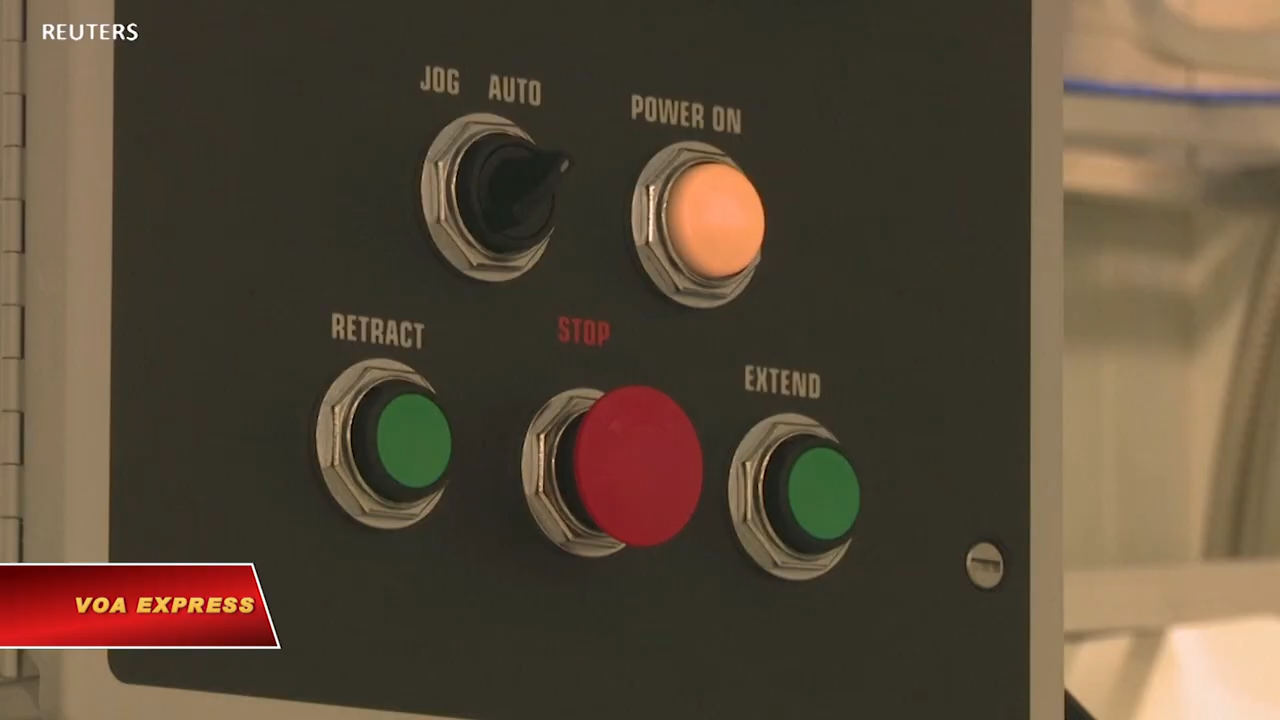 REUTERS
JOG AUTO
POWER ON
RETRACT
STOP
EXTEND
VOA EXPRESS